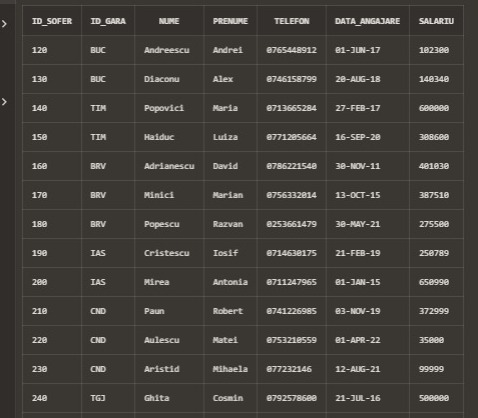 ID_SOFER ID_GARA NUME PRENUME TELEFON DATA_ANGAJARE SALARIU
120 BUC Andreescu Andrei 0765448912 01-JUN-17 102300
130 BUC Diaconu Alex 0746158799 20-AUG-18 140340
140 TIM Popovici Maria 0713665284 27-FEB-17 600000
150 TIM Haiduc Luiza 0771205664 16-SEP-20 308600
160 BRV Adrianescu David 0786221540 30-NOV-11 401030
170 BRV Minici Marian 0756332014 13-OCT-15 387510
180 BRV Popescu Razvan 0253661479 30-MAY-21 275500
190 IAS Cristescu Iosif 0714630175 21-FEB-19 250789
200 IAS Mirea Antonia 0711247965 01-JAN-15 650990
210 CND Paun Robert 0741226985 03-NOV-19 372999
220 CND Aulescu Matei 0753210559 01-APR-22 35000
230 CND Aristid Mihaela 077232146 12-AUG-21 99999
240 TGJ Ghita Cosmin 0792578600 21-JUL-16 500000